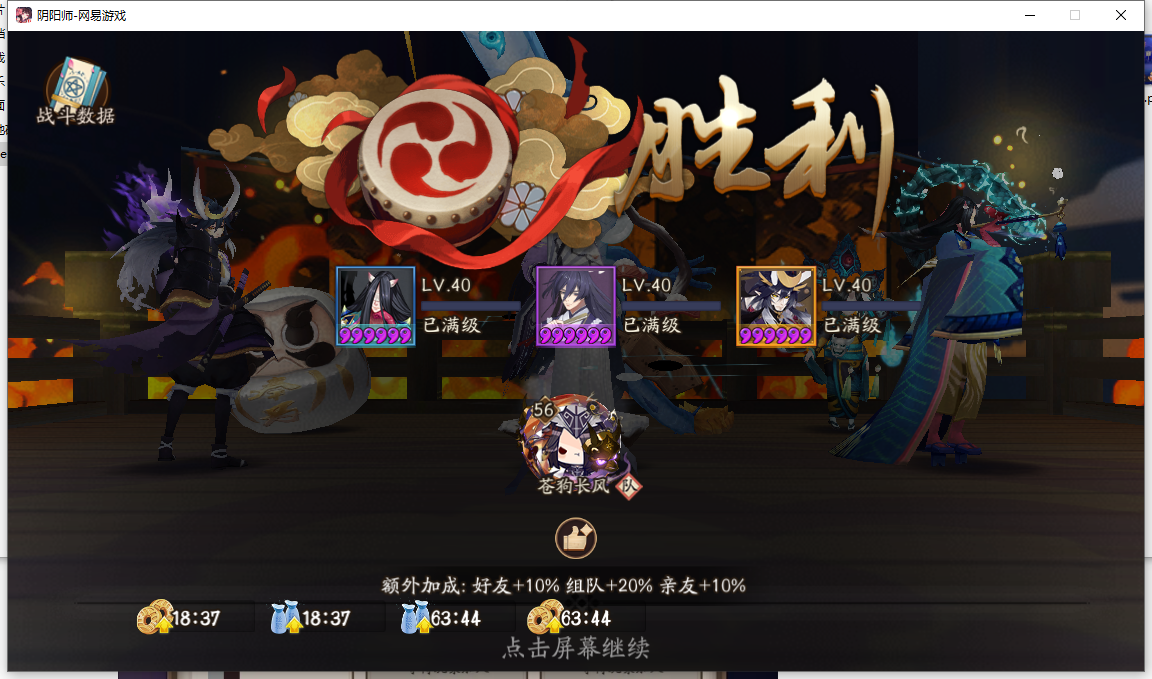 阴阳师-网易游戏
战斗数据
胜利
LV.40
LV.40
LV.40
已满级
已满级
已满级
56
苍狗长风 队
额外加成: 好友+10% 组队+20% 亲友+10%
18:37
18:37
63:44
63:44
点击屏幕继续